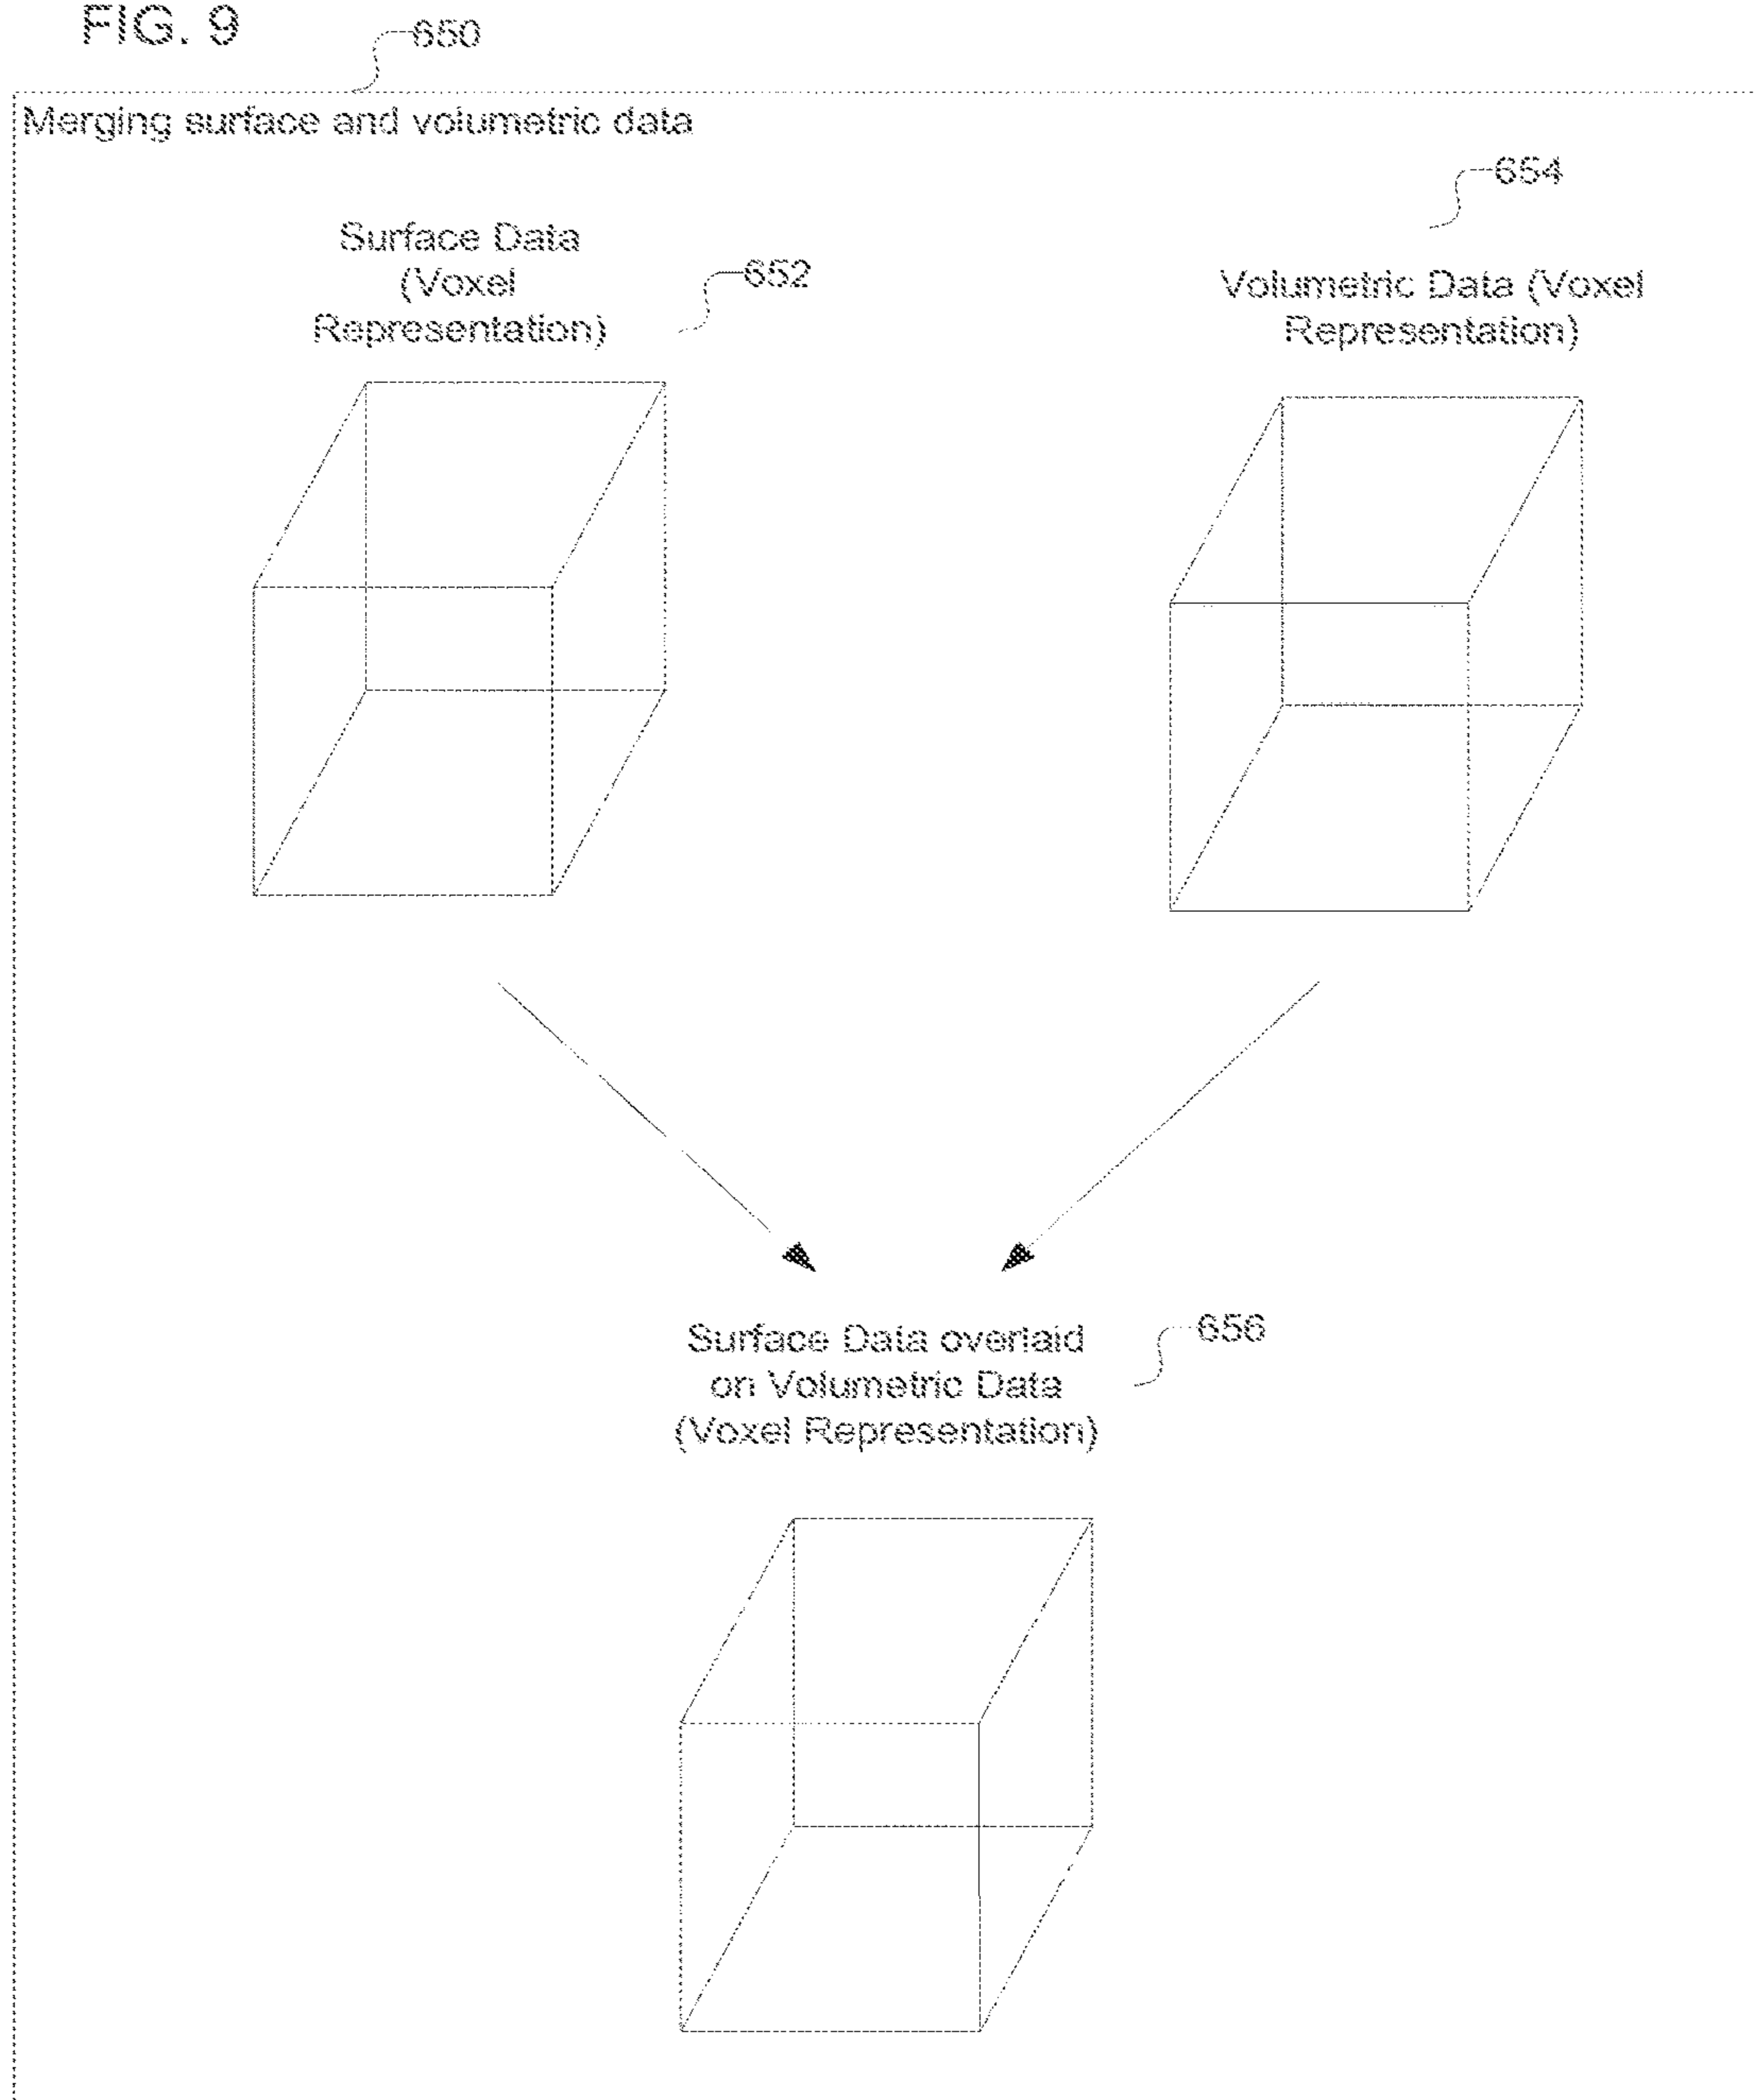 FIG. 9
650
Merging surface and volumetric data
654
Surface Data
(Voxel
Representation)
652
Volumetric Data (Voxel
Representation)
Surface Data overlaid
on Volumetric Data
(Voxel Representation)
656